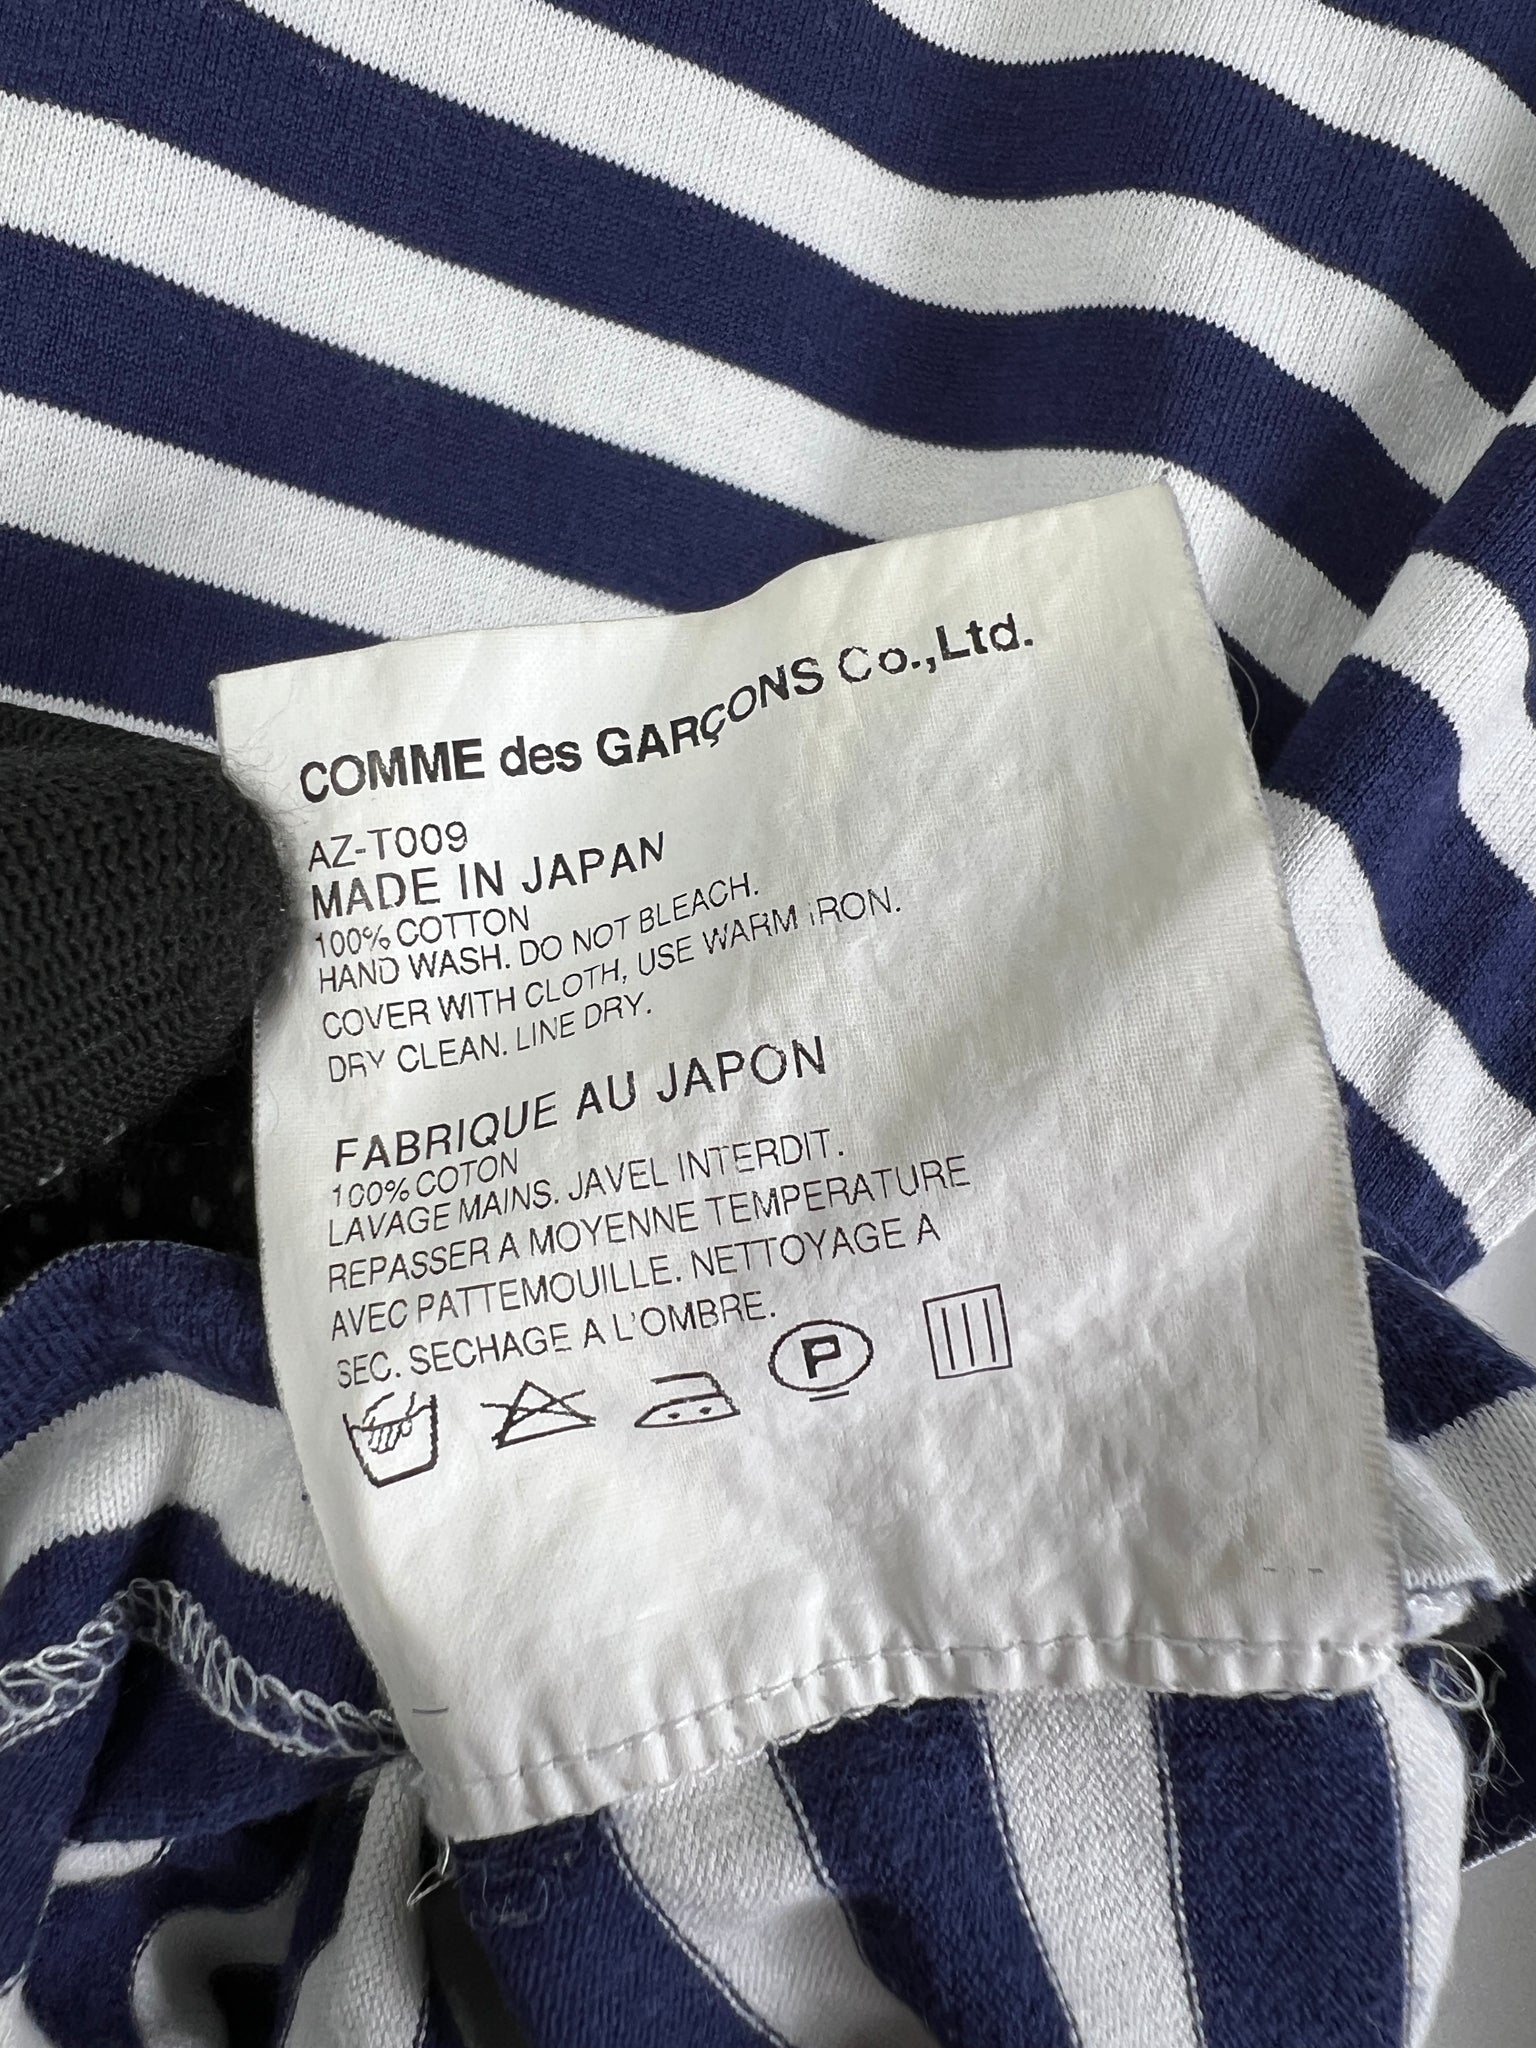 COMME des GARÇONS Co.,Ltd.
AZ-T009
MADE IN JAPAN
100% COTTON
HAND WASH. DO NOT BLEACH.
COVER WITH CLOTH, USE WARM IRON.
DRY CLEAN. LINE DRY.
FABRIQUE AU JAPON
100% COTON
LAVAGE MAINS. JAVEL INTERDIT.
REPASSER A MOYENNE TEMPERATURE
AVEC PATTEMOUILLE. NETTOYAGE A
SEC. SECHAGE A L'OMBRE.
P